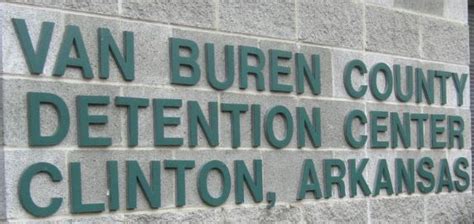 VAN BUREN COUNTY
DETENTION CENTER
CLINTON, ARKANSAS